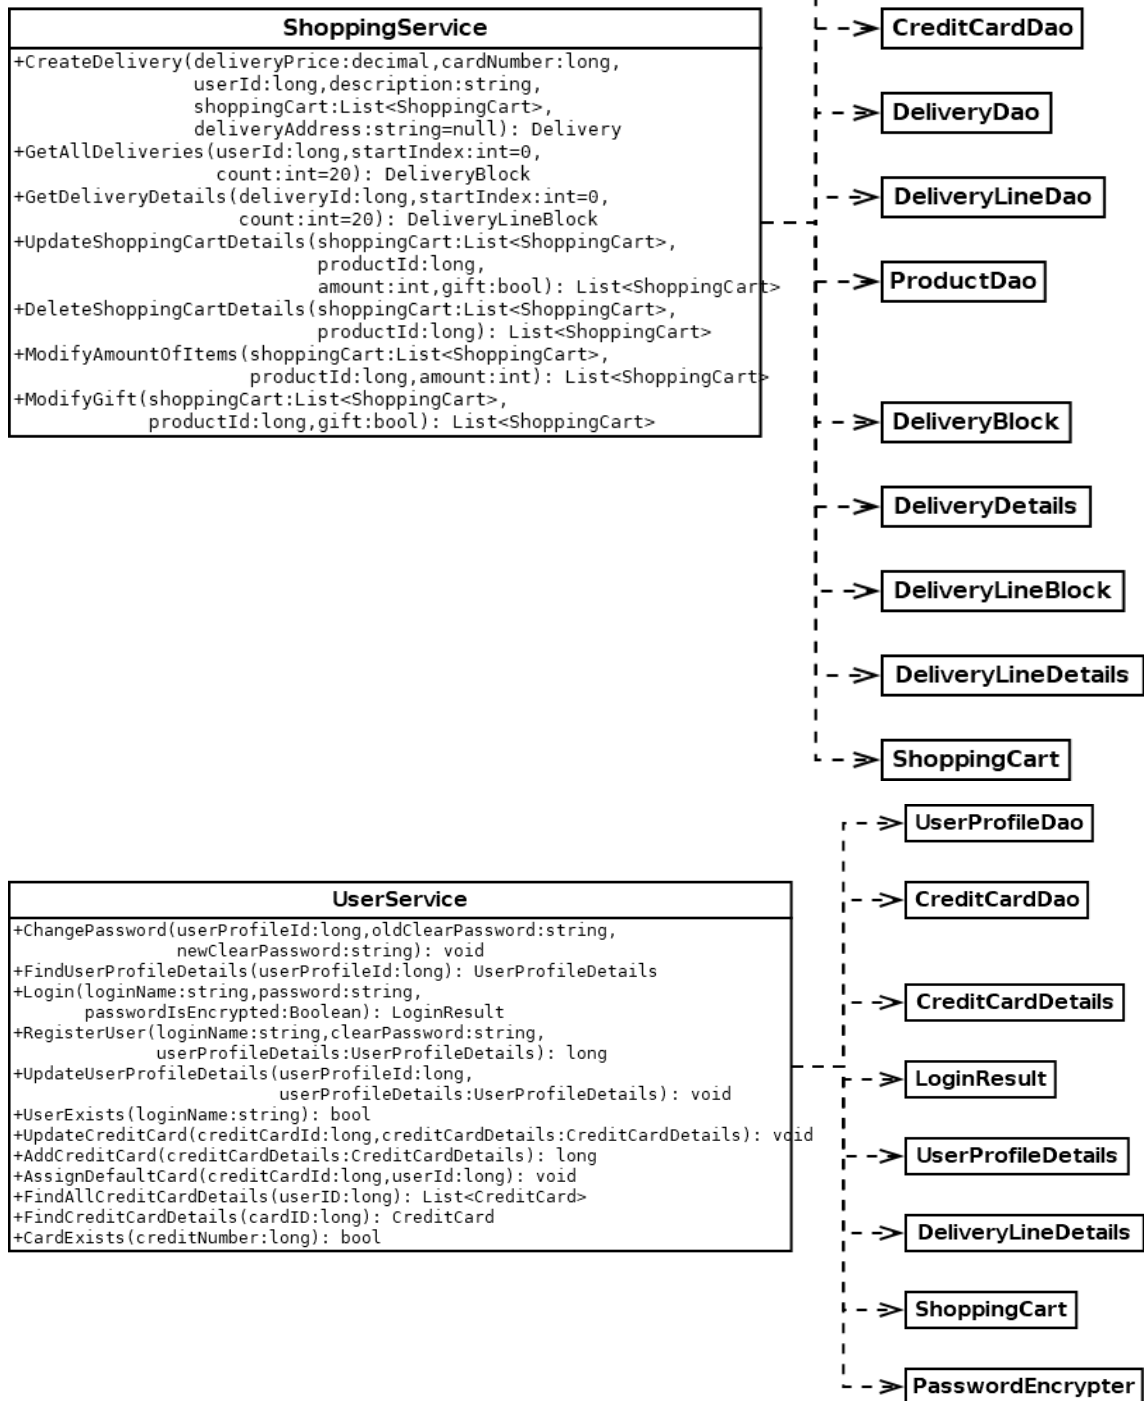 ShoppingService
+CreateDelivery(deliveryPrice:decimal,cardNumber:long,
userId:long,description:string,
shoppingCart:List<ShoppingCart>,
deliveryAddress:string=null): Delivery
+GetAllDeliveries(userId:long,startIndex:int=0,
count:int=20): DeliveryBlock
+GetDeliveryDetails(deliveryId:long,startIndex:int=0,
count:int=20): DeliveryLineBlock
+UpdateShoppingCartDetails(shoppingCart:List<ShoppingCart>,
productId:long,
amount:int,gift:bool): List<ShoppingCart>
+DeleteShoppingCartDetails(shoppingCart:List<ShoppingCart>,
productId:long): List<ShoppingCart>
+ModifyAmountOfItems(shoppingCart:List<ShoppingCart>,
productId:long,amount:int): List<ShoppingCart>
+ModifyGift(shoppingCart:List<ShoppingCart>,
productId:long,gift:bool): List<ShoppingCart>
CreditCardDao
DeliveryDao
DeliveryLineDao
ProductDao
DeliveryBlock
DeliveryDetails
DeliveryLineBlock
DeliveryLineDetails
ShoppingCart
UserService
+ChangePassword(userProfileId:long,oldClearPassword:string,
newClearPassword:string): void
+FindUserProfileDetails(userProfileId:long): UserProfileDetails
+Login(loginName:string,password:string,
passwordIsEncrypted:Boolean): LoginResult
+RegisterUser(loginName:string,clearPassword:string,
userProfileDetails:UserProfileDetails): long
+UpdateUserProfileDetails(userProfileId:long,
userProfileDetails:UserProfileDetails): void
+UserExists(loginName:string): bool
+UpdateCreditCard(creditCardId:long,creditCardDetails:CreditCardDetails): void
+AddCreditCard(creditCardDetails:CreditCardDetails): long
+AssignDefaultCard(creditCardId:long,userId:long): void
+FindAllCreditCardDetails(userID:long): List<CreditCard>
+FindCreditCardDetails(cardID:long): CreditCard
+CardExists(creditNumber:long): bool
UserProfileDao
CreditCardDao
CreditCardDetails
LoginResult
UserProfileDetails
DeliveryLineDetails
ShoppingCart
PasswordEncrypter